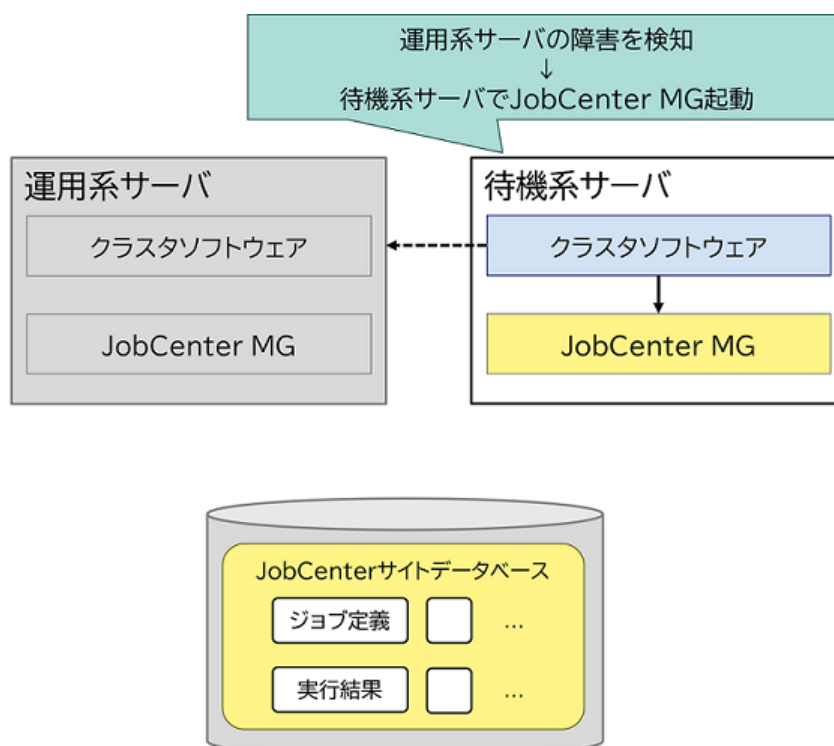 運用系サーバの障害を検知
↓
待機系サーバでJobCenter MG起動
運用系サーバ
クラスタソフトウェア
JobCenter MG
待機系サーバ
クラスタソフトウェア
JobCenter MG
JobCenterサイトデータベース
ジョブ定義
…
実行結果
…